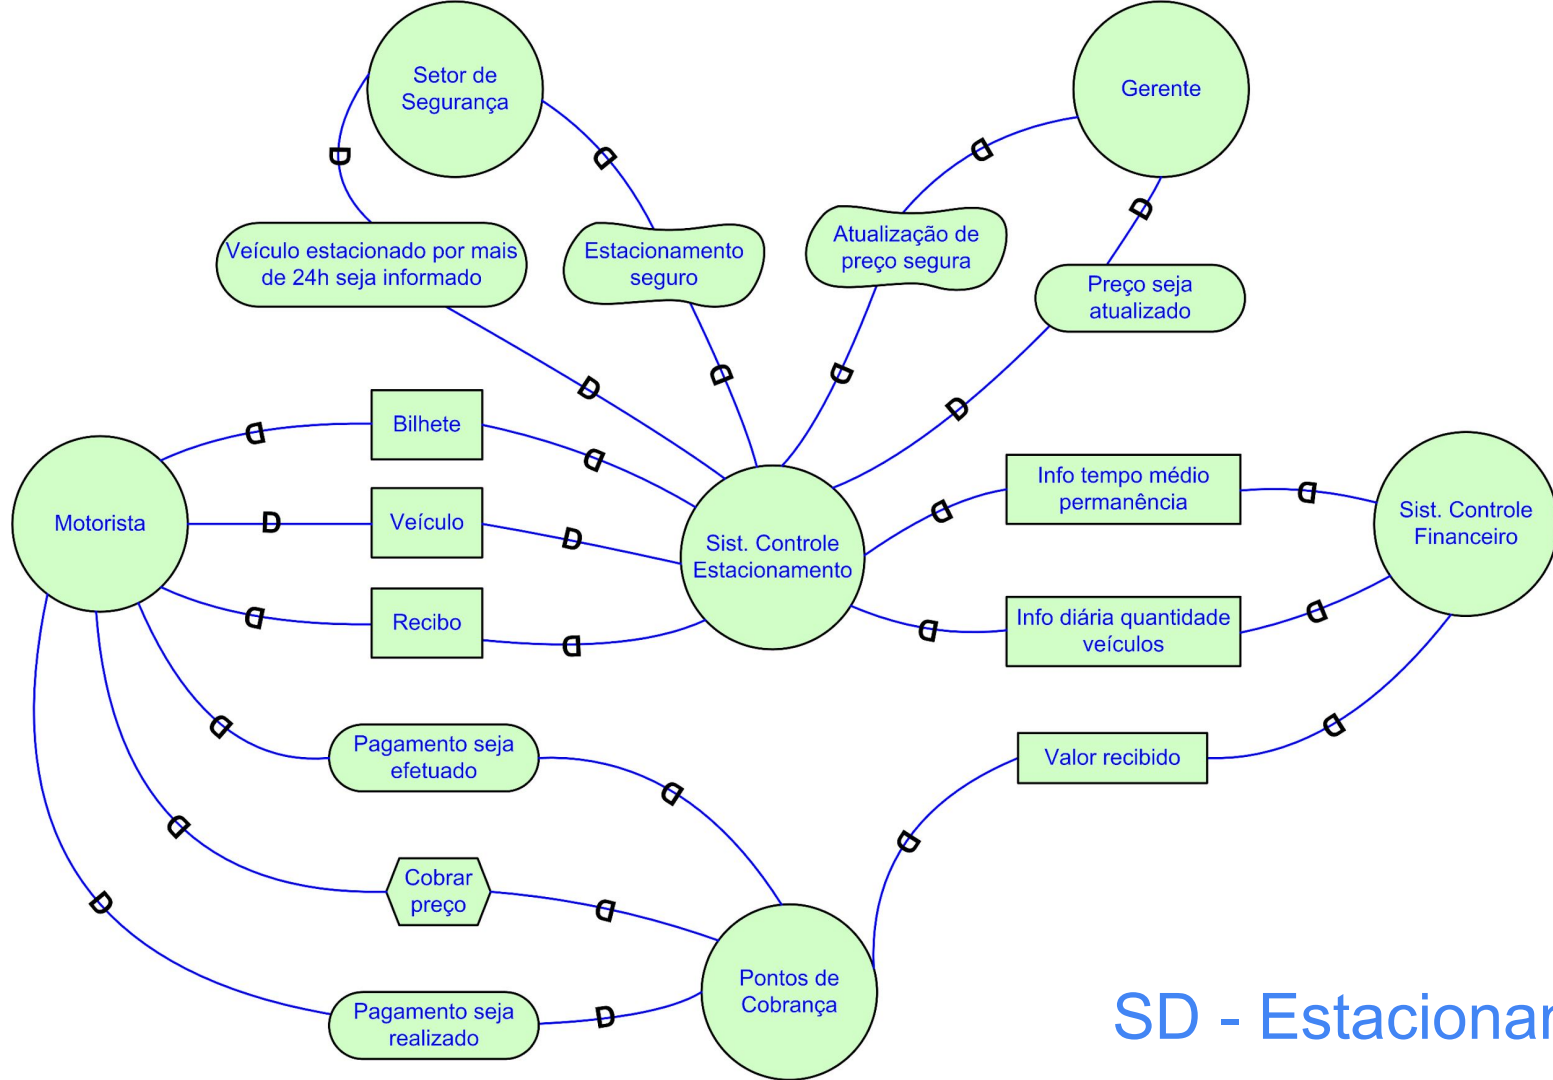 Setor de
Segurança
Gerente
D
D
D
D
Veículo estacionado por mais
de 24h seja informado
Estacionamento
seguro
Atualização de
preço segura
Preço seja
atualizado
D
D
D
D
Motorista
D
Bilhete
D
D
Veículo
D
D
Recibo
D
Sist. Controle
Estacionamento
D
Info tempo médio
permanência
D
D
Info diária quantidade
veículos
D
Sist. Controle
Financeiro
D
Pagamento seja
efetuado
D
D
Valor recibido
D
D
Cobrar
preço
D
D
Pagamento seja
realizado
D
Pontos de
Cobrança
SD - Estacionar